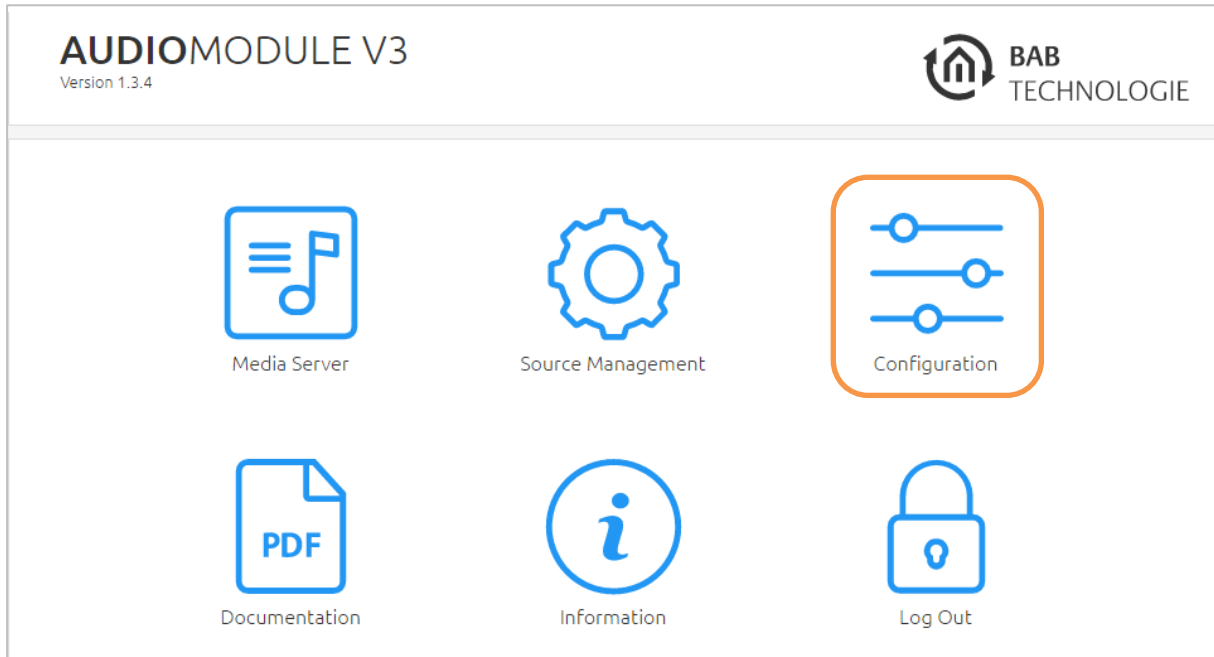 AUDIOMODULE V3
Version 1.3.4
BAB
TECHNOLOGIE
Media Server
Source Management
Configuration
PDF
i
Documentation
Information
Log Out